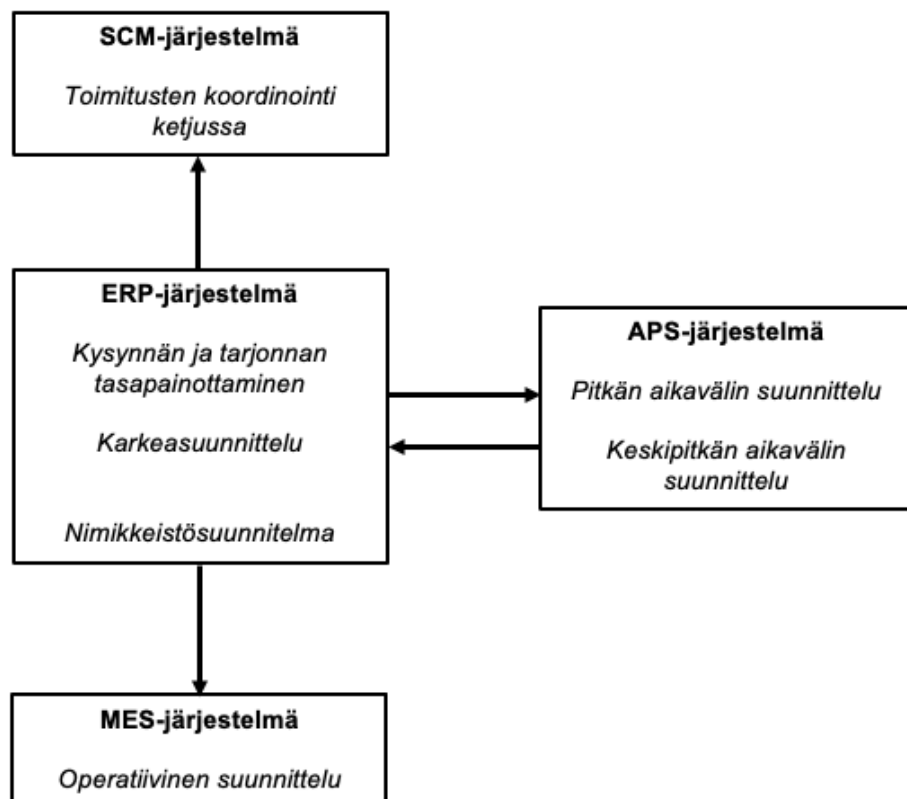 SCM-järjestelmä
Toimitusten koordinointi
ketjussa
ERP-järjestelmä
Kysynnän ja tarjonnan
tasapainottaminen
Karkeasuunnittelu
Nimikkeistösuunnitelma
APS-järjestelmä
Pitkän aikavälin suunnittelu
Keskipitkän aikavälin
suunnittelu
MES-järjestelmä
Operatiivinen suunnittelu